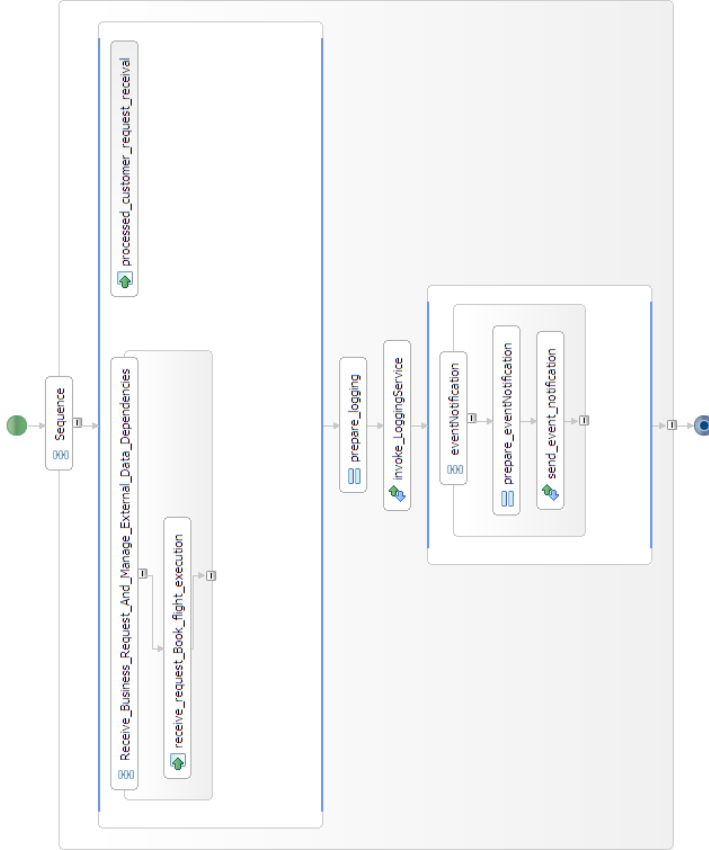 Sequence
Receive_Business_Request_And_Manage_External_Data_Dependencies
processed_customer_request_receival
receive_request_Book_flight_execution
prepare_logging
invoke_LoggingService
eventNotification
prepare_eventNotification
send_event_notification